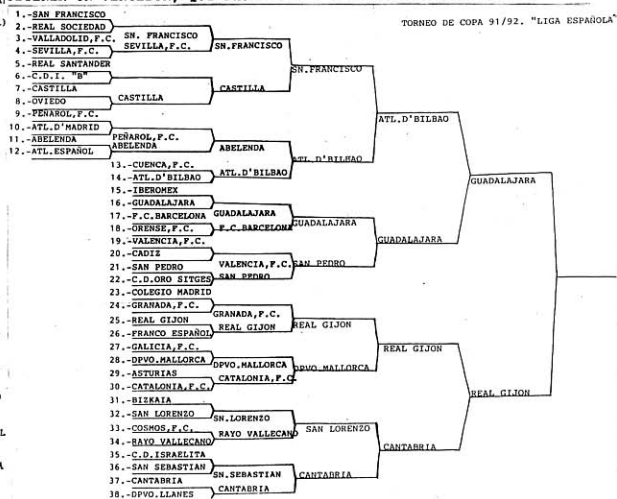 TORNEO DE COPA 91/92. "LIGA ESPAÑOLA"
1.-SAN FRANCISCO
2.-REAL SOCIEDAD
3.-VALLADOLID,F.C.
4.-SEVILLA,F.C.
5.-REAL SANTANDER
6.-C.D.I. "B"
7.-CASTILLA
8.-OVIEDO
9.-PEÑAROL,F.C.
10.-ATL.D'MADRID
11.-ABELENDA
12.-ATL.ESPAÑOL
13.-CUENCA,F.C.
14.-ATL.D'BILBAO
15.-IBEROMEX
16.-GUADALAJARA
17.-F.C.BARCELONA
18.-ORENSE,F.C.
19.-VALENCIA,F.C.
20.-CADIZ
21.-SAN PEDRO
22.-C.D.ORO SITGES
23.-COLEGIO MADRID
24.-GRANADA,F.C.
25.-REAL GIJON
26.-FRANCO ESPAÑOL
27.-GALICIA,F.C.
28.-DPVO.MALLORCA
29.-ASTURIAS
30.-CATALONIA,F.C.
31.-BIZKAIA
32.-SAN LORENZO
33.-COSMOS,F.C.
34.-RAYO VALLECANO
35.-C.D.ISRAELITA
36.-SAN SEBASTIAN
37.-CANTABRIA
38.-DPVO.LLANES
SN. FRANCISCO
SEVILLA,F.C.
CASTILLA
PEÑAROL,F.C.
ABELENDA
GUADALAJARA
F.C.BARCELONA
VALENCIA,F.C.
SAN PEDRO
GRANADA,F.C.
REAL GIJON
DPVO.MALLORCA
CATALONIA,F.C.
SN.LORENZO
RAYO VALLECANO
SN.SEBASTIAN
CANTABRIA
SN.FRANCISCO
CASTILLA
ABELENDA
ATL.D'BILBAO
GUADALAJARA
SAN PEDRO
REAL GIJON
DPVO.MALLORCA
SAN LORENZO
CANTABRIA
SN.FRANCISCO
ATL.D'BILBAO
ATL.D'BILBAO
GUADALAJARA
REAL GIJON
CANTABRIA
GUADALAJARA
REAL GIJON